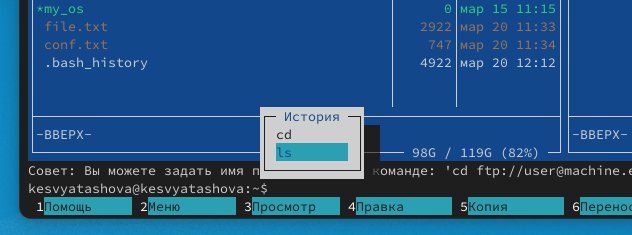 *my_os 0 мар 15 11:15
file.txt 2922 мар 20 11:33
conf.txt 747 мар 20 11:34
.bash_history 4922 мар 20 12:12
История
cd
ls
-ВВЕРХ- -ВВЕРХ-
98G / 119G (82%)
Совет: Вы можете задать имя команде: 'cd ftp://user@machine.
kesvyatashova@kesvyatashova:~$
1Помощь 2Меню 3Просмотр 4Правка 5Копия 6Перенос